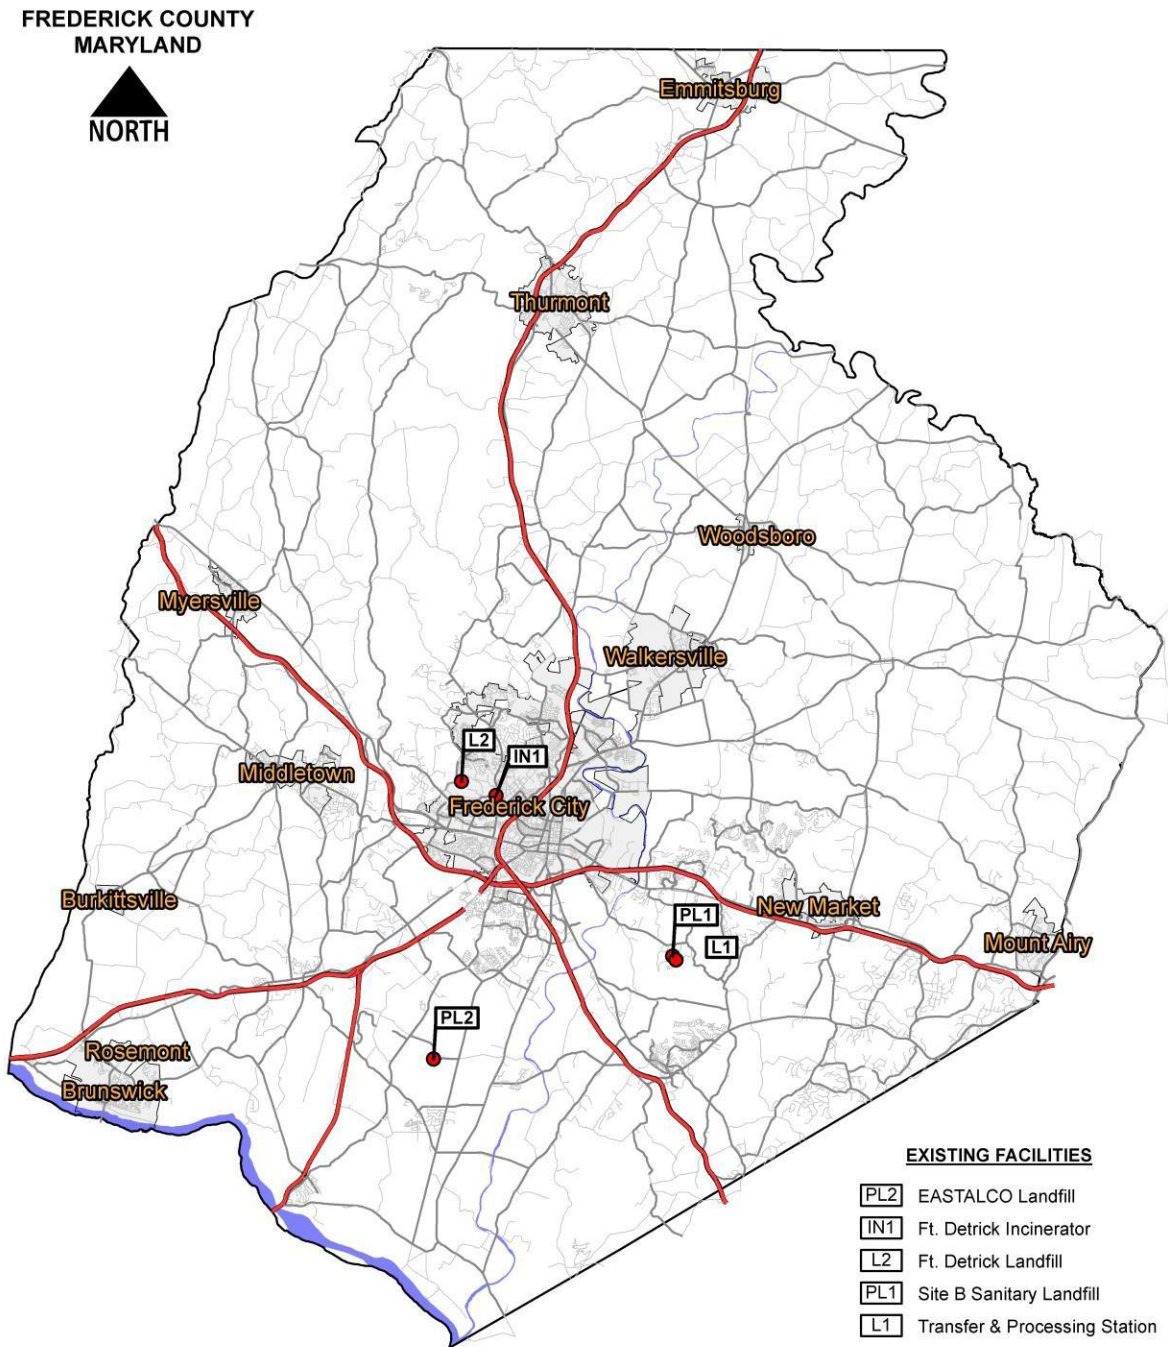 FREDERICK COUNTY
MARYLAND
NORTH
Emmitsburg
Thurmont
Woodsboro
Myersville
Walkersville
L2
IN1
Middletown
Frederick City
Burkittsville
New Market
PL1
L1
Mount Airy
PL2
Rosemont
Brunswick
EXISTING FACILITIES
PL2 EASTALCO Landfill
IN1 Ft. Detrick Incinerator
L2 Ft. Detrick Landfill
PL1 Site B Sanitary Landfill
L1 Transfer & Processing Station